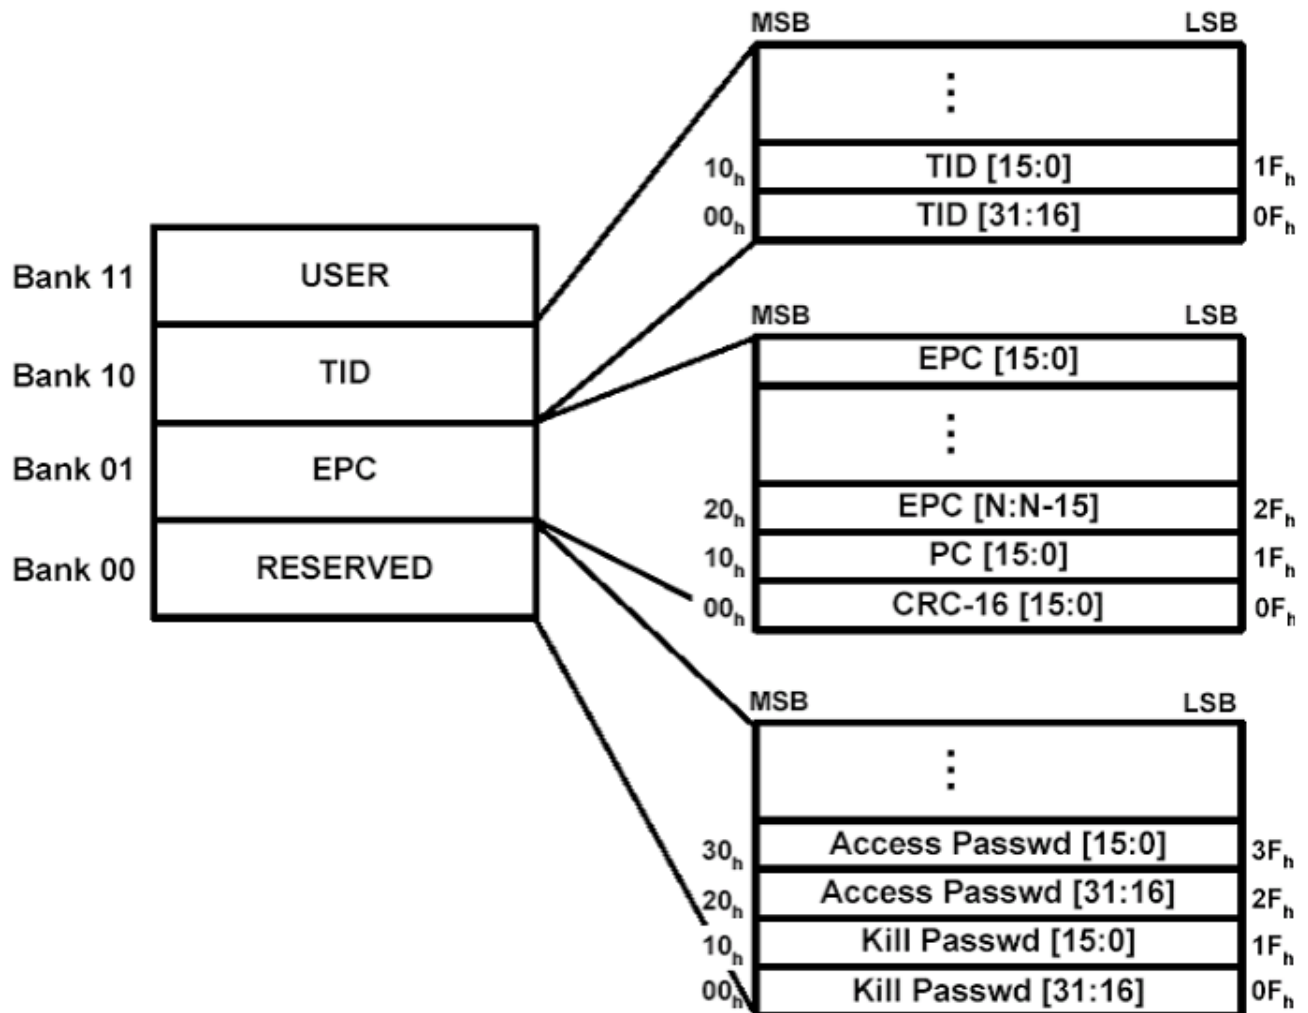 MSB LSB
10h TID [15:0] 1Fh
00h TID [31:16] 0Fh
Bank 11 USER
Bank 10 TID
Bank 01 EPC
Bank 00 RESERVED
MSB LSB
EPC [15:0]
20h EPC [N:N-15] 2Fh
10h PC [15:0] 1Fh
00h CRC-16 [15:0] 0Fh
MSB LSB
30h Access Passwd [15:0] 3Fh
20h Access Passwd [31:16] 2Fh
10h Kill Passwd [15:0] 1Fh
00h Kill Passwd [31:16] 0Fh